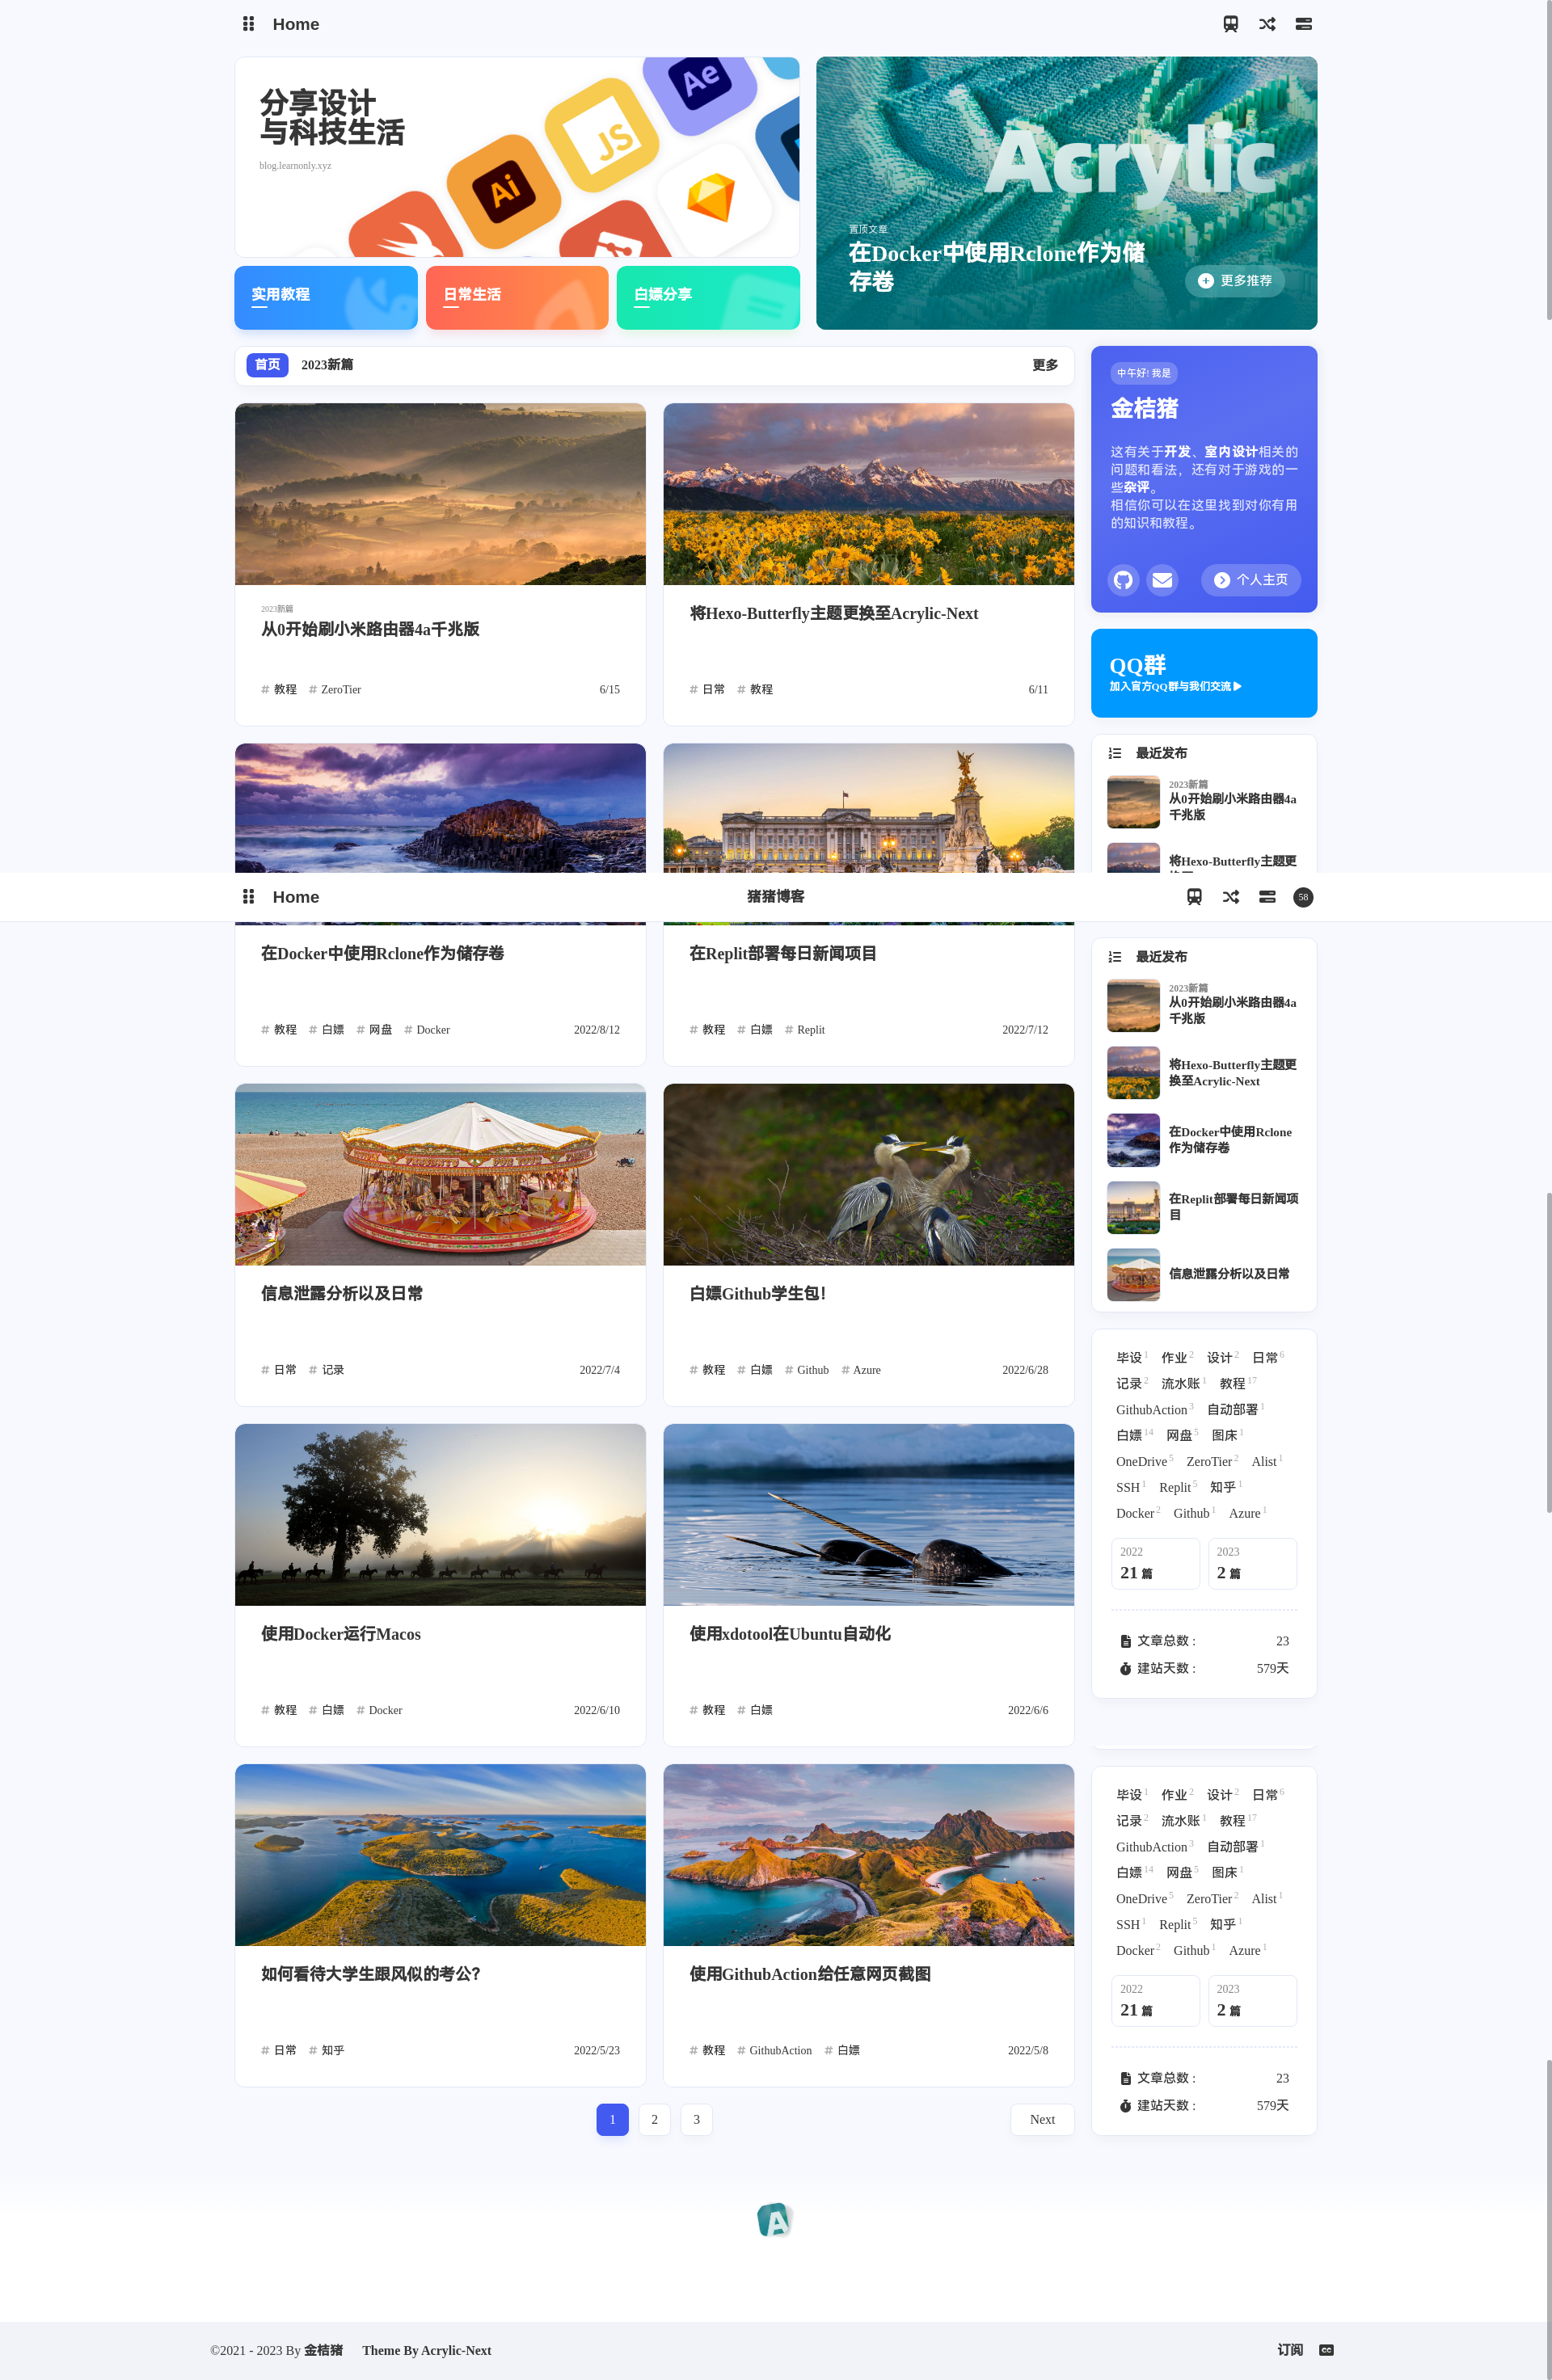 Home
分享设计
与科技生活
blog.learnonly.xyz
Ae
JS
Ai
Acrylic
置顶文章
在Docker中使用Rclone作为储
存卷
更多推荐
实用教程
日常生活
白嫖分享
首页
2023新篇
更多
中午好! 我是
金桔猪
这有关于开发、室内设计相关的
问题和看法，还有对于游戏的一
些杂评。
相信你可以在这里找到对你有用
的知识和教程。
个人主页
2023新篇
从0开始刷小米路由器4a千兆版
# 教程 # ZeroTier 6/15
将Hexo-Butterfly主题更换至Acrylic-Next
# 日常 # 教程 6/11
QQ群
加入官方QQ群与我们交流
最近发布
2023新篇
从0开始刷小米路由器4a
千兆版
将Hexo-Butterfly主题更
Home
猪猪博客
58
在Docker中使用Rclone作为储存卷
# 教程 # 白嫖 # 网盘 # Docker 2022/8/12
在Replit部署每日新闻项目
# 教程 # 白嫖 # Replit 2022/7/12
最近发布
2023新篇
从0开始刷小米路由器4a
千兆版
将Hexo-Butterfly主题更
换至Acrylic-Next
在Docker中使用Rclone
作为储存卷
在Replit部署每日新闻项
目
信息泄露分析以及日常
信息泄露分析以及日常
# 日常 # 记录 2022/7/4
白嫖Github学生包！
# 教程 # 白嫖 # Github # Azure 2022/6/28
毕设 1 作业 2 设计 2 日常 6
记录 2 流水账 1 教程 17
GithubAction 3 自动部署 1
白嫖 14 网盘 5 图床 1
OneDrive 5 ZeroTier 2 Alist 1
SSH 1 Replit 5 知乎 1
Docker 2 Github 1 Azure 1
2022
21 篇
2023
2 篇
文章总数 : 23
建站天数 : 579天
使用Docker运行Macos
# 教程 # 白嫖 # Docker 2022/6/10
使用xdotool在Ubuntu自动化
# 教程 # 白嫖 2022/6/6
如何看待大学生跟风似的考公？
# 日常 # 知乎 2022/5/23
使用GithubAction给任意网页截图
# 教程 # GithubAction # 白嫖 2022/5/8
毕设 1 作业 2 设计 2 日常 6
记录 2 流水账 1 教程 17
GithubAction 3 自动部署 1
白嫖 14 网盘 5 图床 1
OneDrive 5 ZeroTier 2 Alist 1
SSH 1 Replit 5 知乎 1
Docker 2 Github 1 Azure 1
2022
21 篇
2023
2 篇
文章总数 : 23
建站天数 : 579天
1 2 3 Next
A
©2021 - 2023 By 金桔猪 Theme By Acrylic-Next
订阅